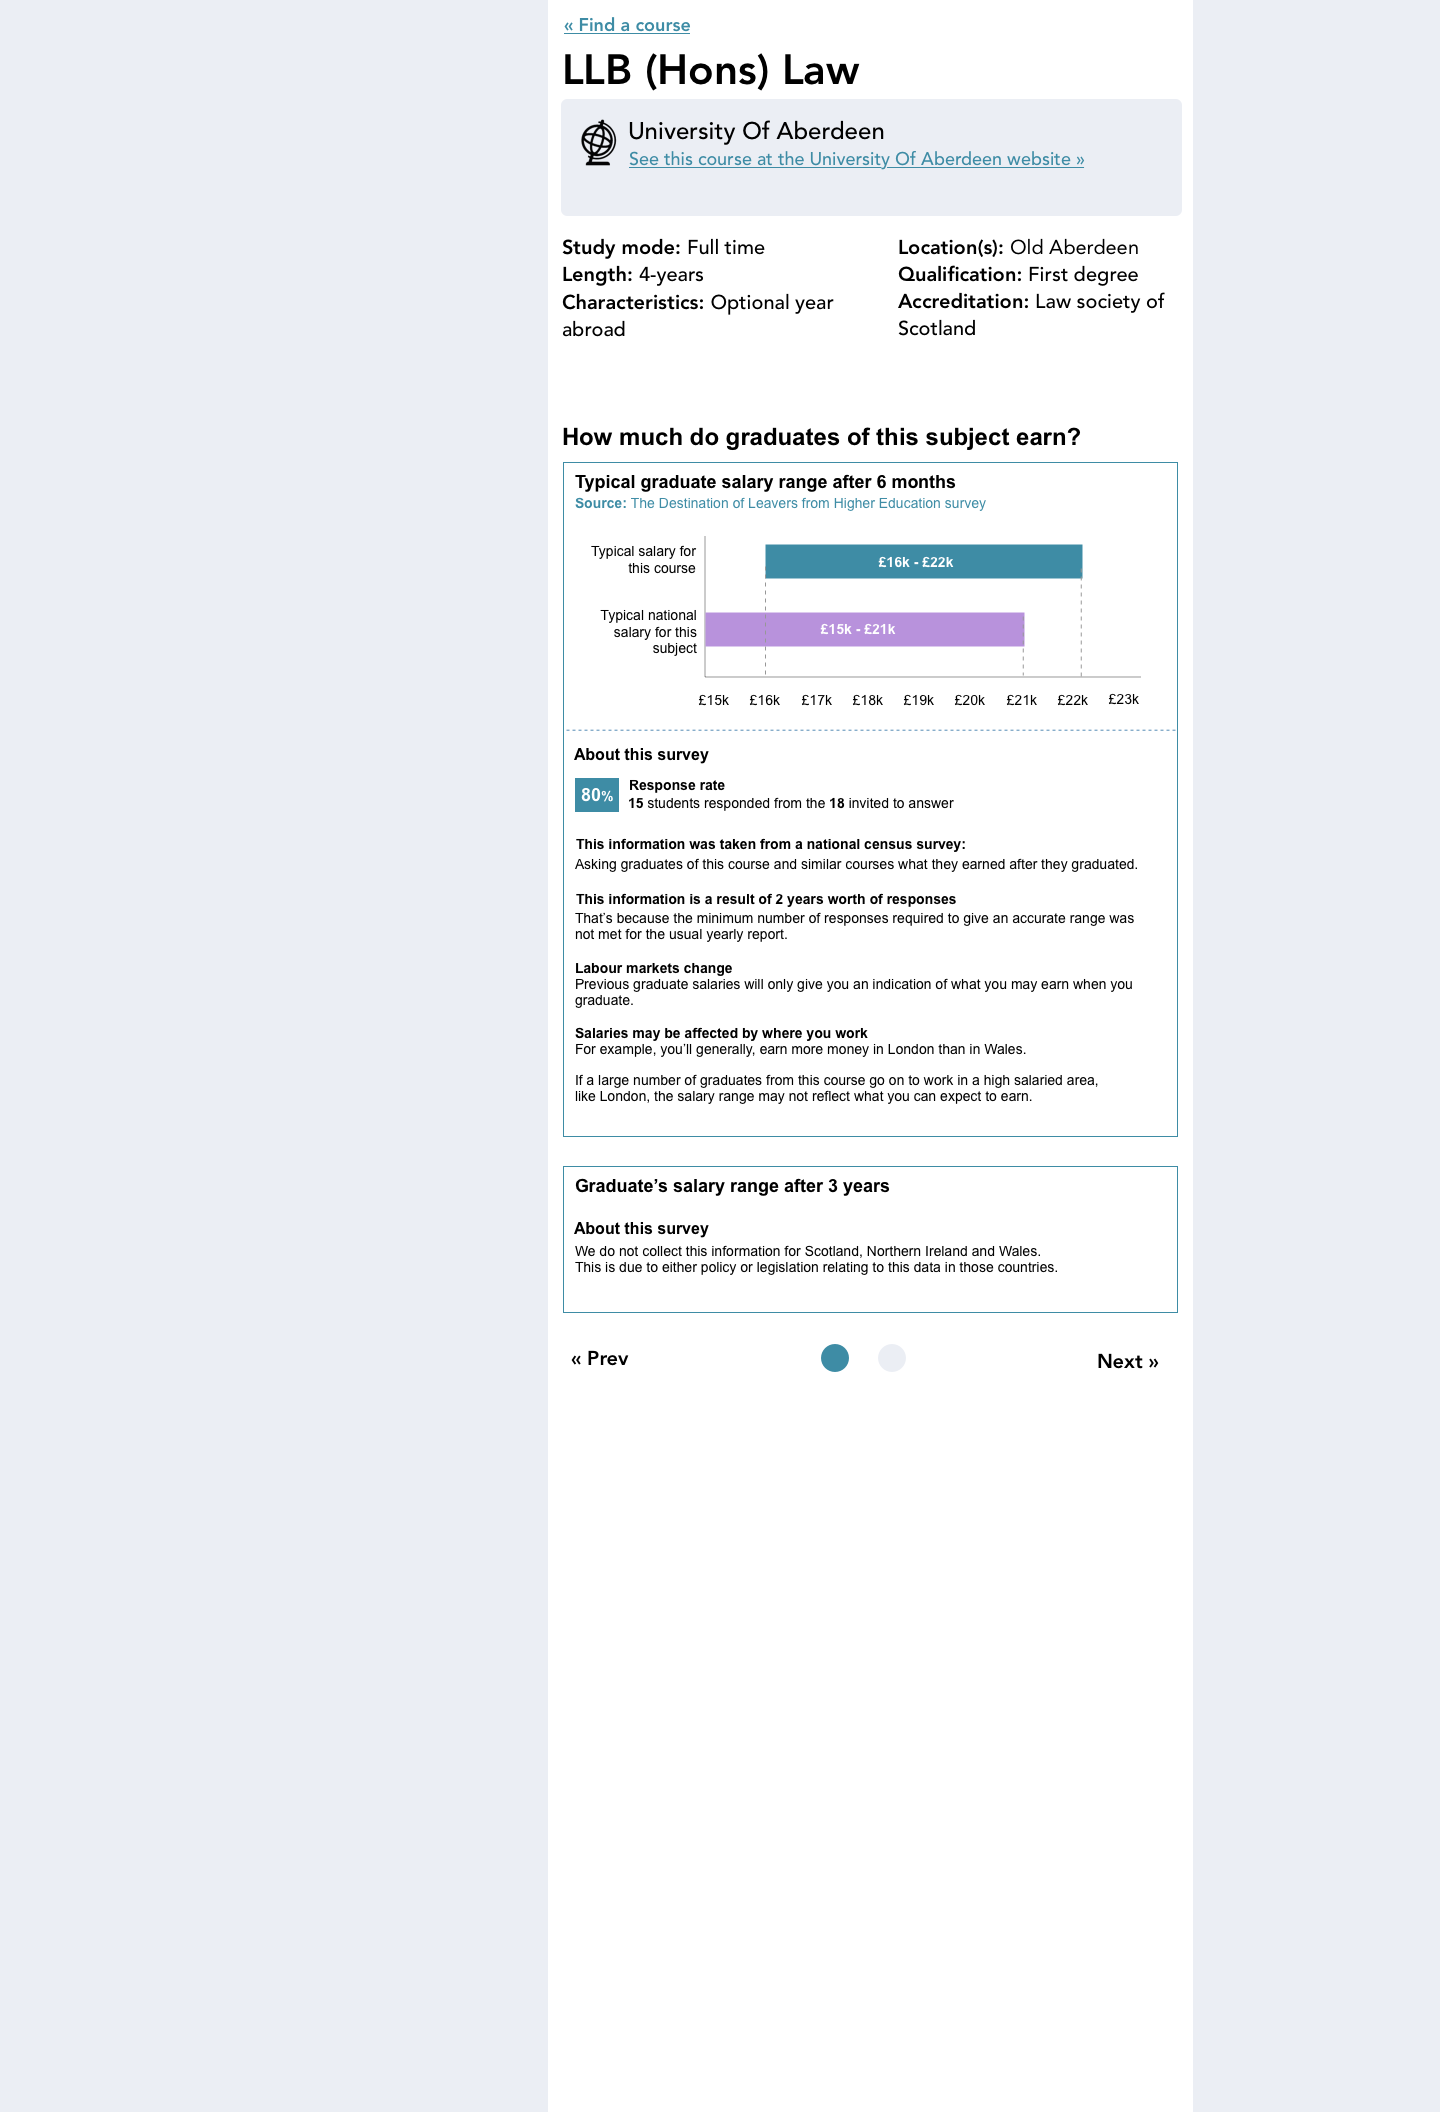 « Find a course
LLB (Hons) Law
University Of Aberdeen
See this course at the University Of Aberdeen website »
Study mode: Full time
Length: 4-years
Characteristics: Optional year
abroad
Location(s): Old Aberdeen
Qualification: First degree
Accreditation: Law society of
Scotland
How much do graduates of this subject earn?
Typical graduate salary range after 6 months
Source: The Destination of Leavers from Higher Education survey
Typical salary for
this course
£16k - £22k
Typical national
salary for this
subject
£15k - £21k
£15k £16k £17k £18k £19k £20k £21k £22k £23k
About this survey
80%
Response rate
15 students responded from the 18 invited to answer
This information was taken from a national census survey:
Asking graduates of this course and similar courses what they earned after they graduated.
This information is a result of 2 years worth of responses
That’s because the minimum number of responses required to give an accurate range was
not met for the usual yearly report.
Labour markets change
Previous graduate salaries will only give you an indication of what you may earn when you
graduate.
Salaries may be affected by where you work
For example, you’ll generally, earn more money in London than in Wales.
If a large number of graduates from this course go on to work in a high salaried area,
like London, the salary range may not reflect what you can expect to earn.
Graduate’s salary range after 3 years
About this survey
We do not collect this information for Scotland, Northern Ireland and Wales.
This is due to either policy or legislation relating to this data in those countries.
« Prev
Next »